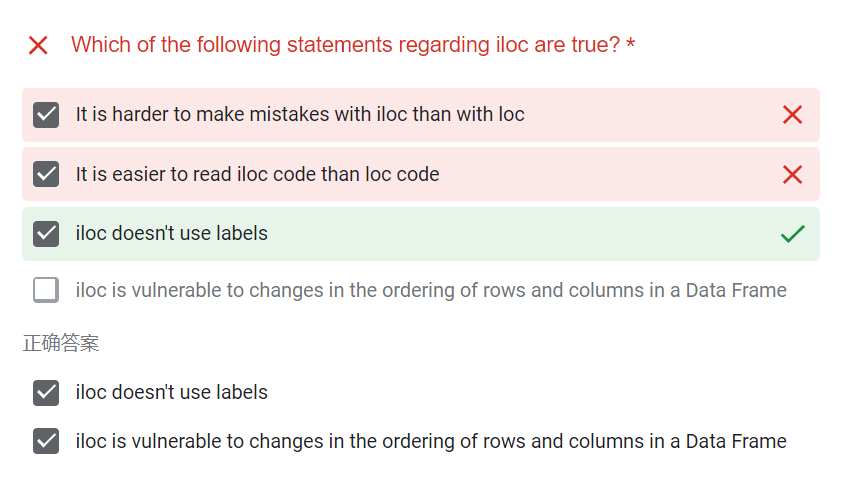 Which of the following statements regarding iloc are true? *
It is harder to make mistakes with iloc than with loc
It is easier to read iloc code than loc code
iloc doesn't use labels
iloc is vulnerable to changes in the ordering of rows and columns in a Data Frame
正确答案
iloc doesn't use labels
iloc is vulnerable to changes in the ordering of rows and columns in a Data Frame